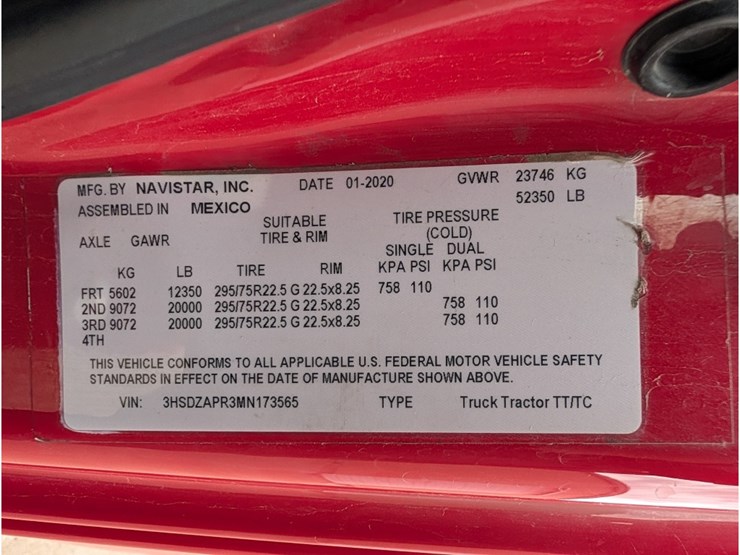 MFG. BY NAVISTAR, INC. DATE 01-2020 GVWR 23746 KG
ASSEMBLED IN MEXICO 52350 LB
SUITABLE TIRE PRESSURE
AXLE GAWR TIRE & RIM (COLD)
SINGLE DUAL
KG LB TIRE RIM KPA PSI KPA PSI
FRT 5602 12350 295/75R22.5 G 22.5x8.25 758 110
2ND 9072 20000 295/75R22.5 G 22.5x8.25 758 110
3RD 9072 20000 295/75R22.5 G 22.5x8.25 758 110
4TH
THIS VEHICLE CONFORMS TO ALL APPLICABLE U.S. FEDERAL MOTOR VEHICLE SAFETY
STANDARDS IN EFFECT ON THE DATE OF MANUFACTURE SHOWN ABOVE.
VIN: 3HSDZAPR3MN173565 TYPE Truck Tractor TT/TC